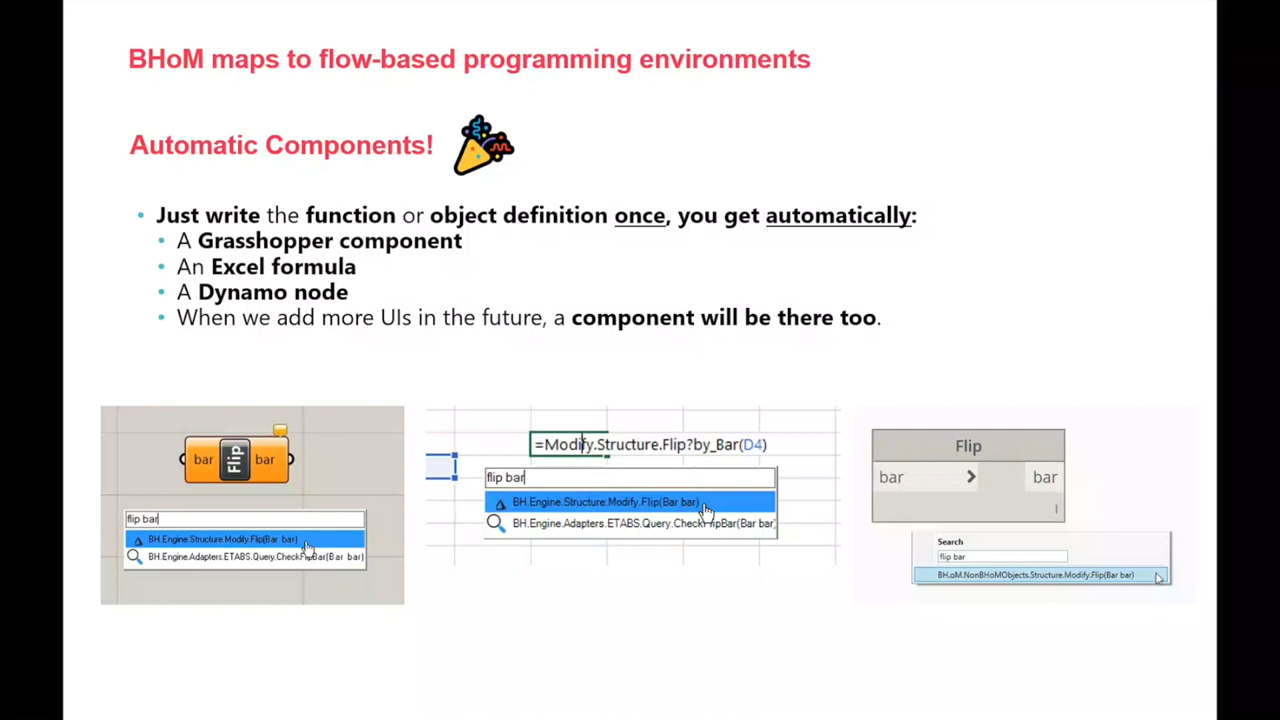 BHoM maps to flow-based programming environments
Automatic Components!
• Just write the function or object definition once, you get automatically:
• A Grasshopper component
• An Excel formula
• A Dynamo node
• When we add more UIs in the future, a component will be there too.
bar Flip bar
flip bar
BH.Engine.Structure.Modify.Flip(Bar bar)
BH.Engine.Adapters.ETABS.Query.CheckFlipBar(Bar bar)
=Modify.Structure.Flip?by_Bar(D4)
flip bar
BH.Engine.Structure.Modify.Flip(Bar bar)
BH.Engine.Adapters.ETABS.Query.CheckFlipBar(Bar bar)
Flip
bar > bar
l
Search
flip bar
BH.oM.NonBHoMObjects.Structure.Modify.Flip(Bar bar)